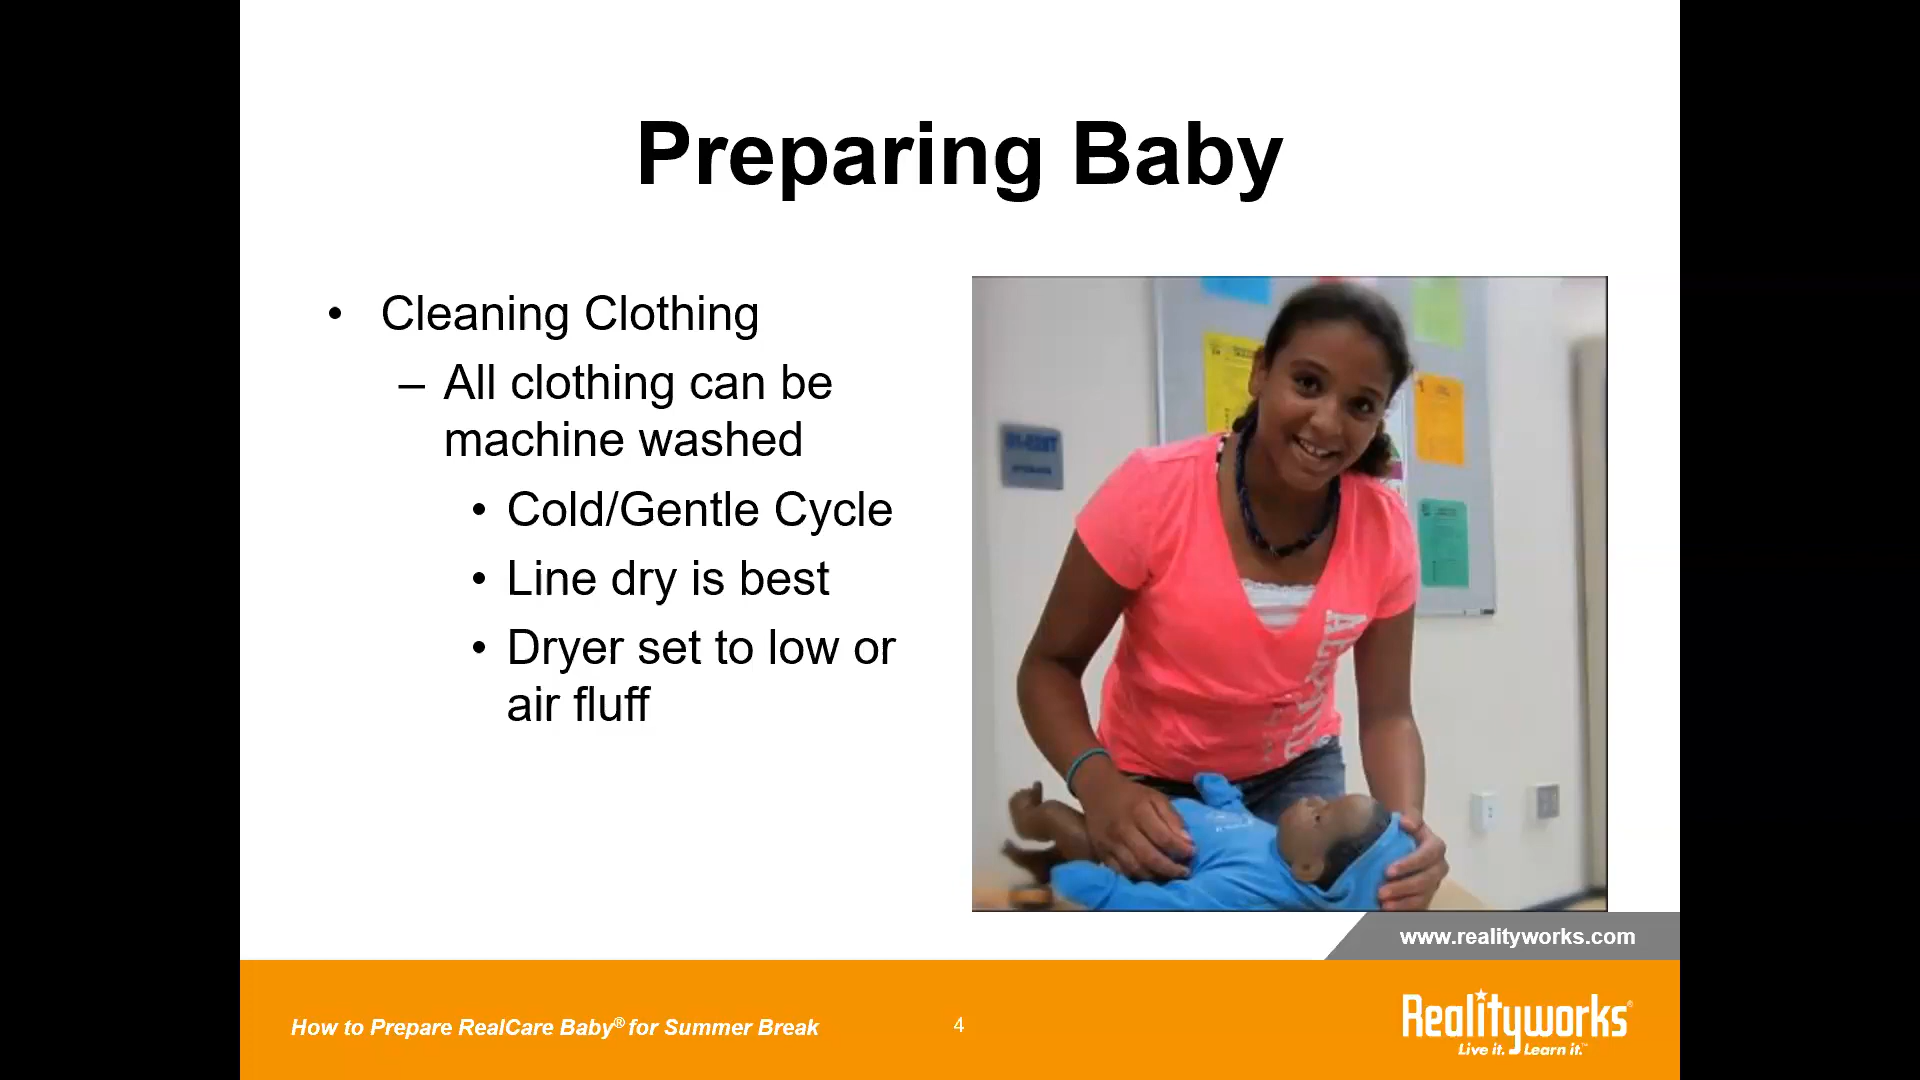 Preparing Baby
• Cleaning Clothing
– All clothing can be
machine washed
• Cold/Gentle Cycle
• Line dry is best
• Dryer set to low or
air fluff
www.realityworks.com
How to Prepare RealCare Baby® for Summer Break
4
Realityworks®
Live it. Learn it.™